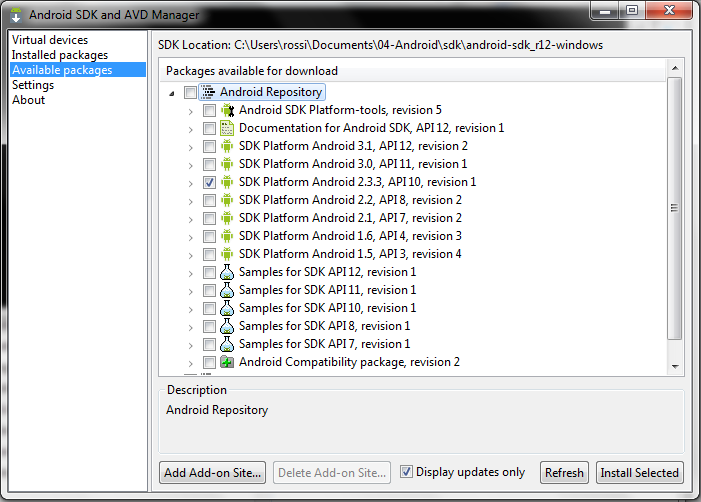 Android SDK and AVD Manager
Virtual devices
Installed packages
Available packages
Settings
About
SDK Location: C:\Users\rossi\Documents\04-Android\sdk\android-sdk_r12-windows
Packages available for download
Android Repository
Android SDK Platform-tools, revision 5
Documentation for Android SDK, API 12, revision 1
SDK Platform Android 3.1, API 12, revision 2
SDK Platform Android 3.0, API 11, revision 1
SDK Platform Android 2.3.3, API 10, revision 1
SDK Platform Android 2.2, API 8, revision 2
SDK Platform Android 2.1, API 7, revision 2
SDK Platform Android 1.6, API 4, revision 3
SDK Platform Android 1.5, API 3, revision 4
Samples for SDK API 12, revision 1
Samples for SDK API 11, revision 1
Samples for SDK API 10, revision 1
Samples for SDK API 8, revision 1
Samples for SDK API 7, revision 1
Android Compatibility package, revision 2
Description
Android Repository
Add Add-on Site... Delete Add-on Site... Display updates only Refresh Install Selected